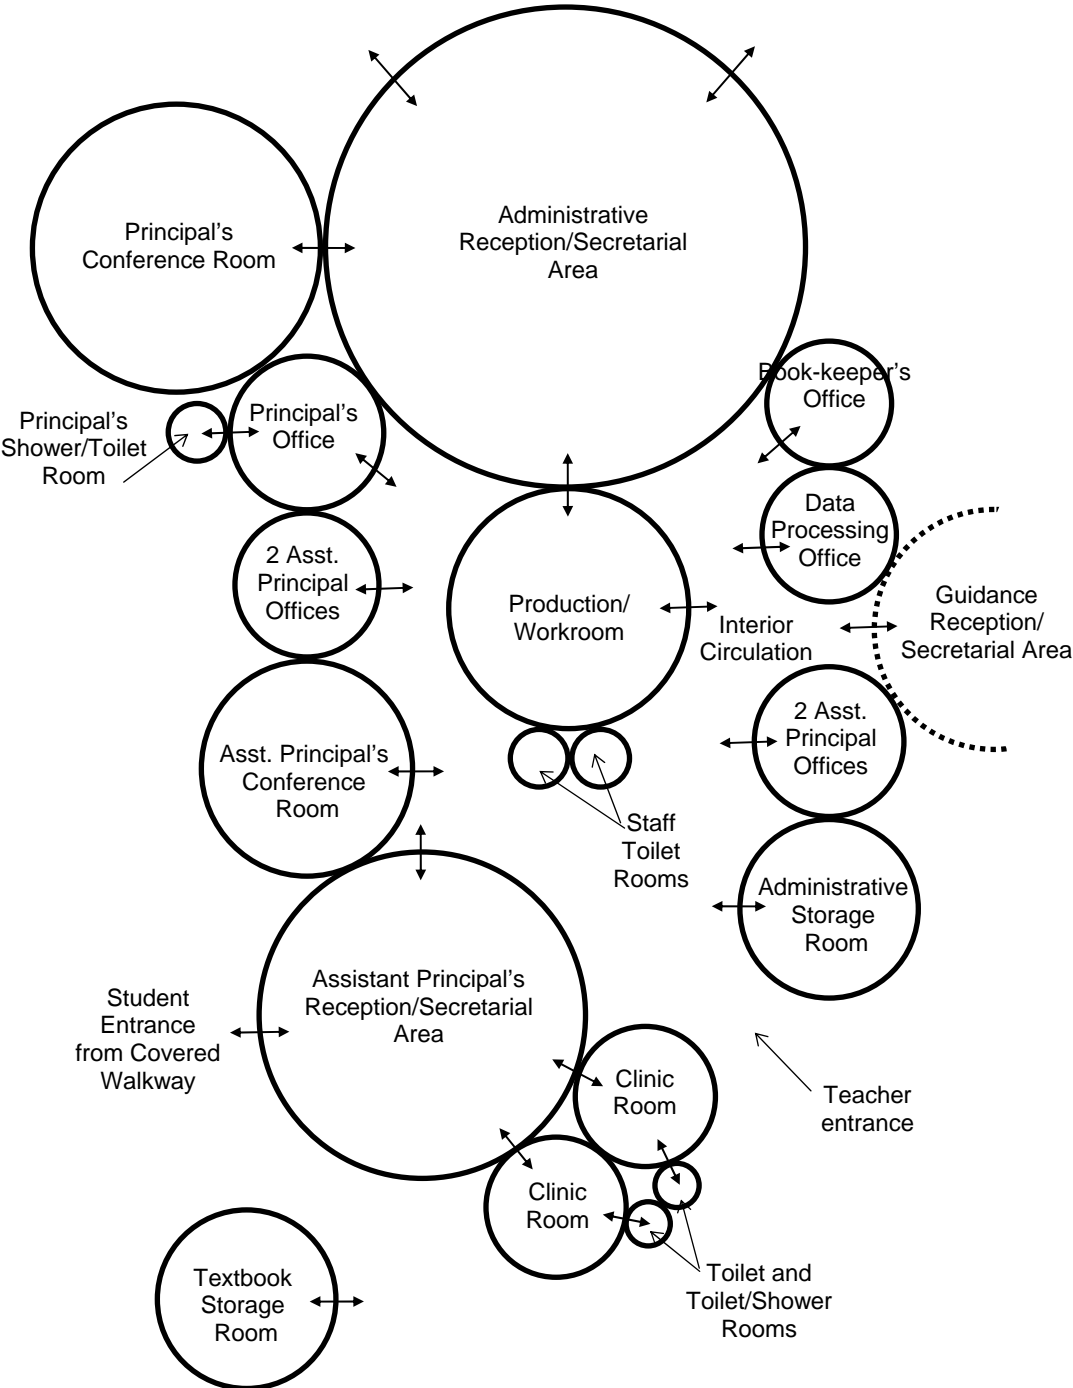 Administrative
Reception/Secretarial
Area
Principal's
Conference Room
Book-keeper's
Office
Principal's
Shower/Toilet
Room
Principal's
Office
Data
Processing
Office
2 Asst.
Principal
Offices
Production/
Workroom
Interior
Circulation
Guidance
Reception/
Secretarial Area
2 Asst.
Principal
Offices
Asst. Principal's
Conference
Room
Staff
Toilet
Rooms
Administrative
Storage
Room
Assistant Principal's
Reception/Secretarial
Area
Student
Entrance
from Covered
Walkway
Clinic
Room
Teacher
entrance
Clinic
Room
Toilet and
Toilet/Shower
Rooms
Textbook
Storage
Room